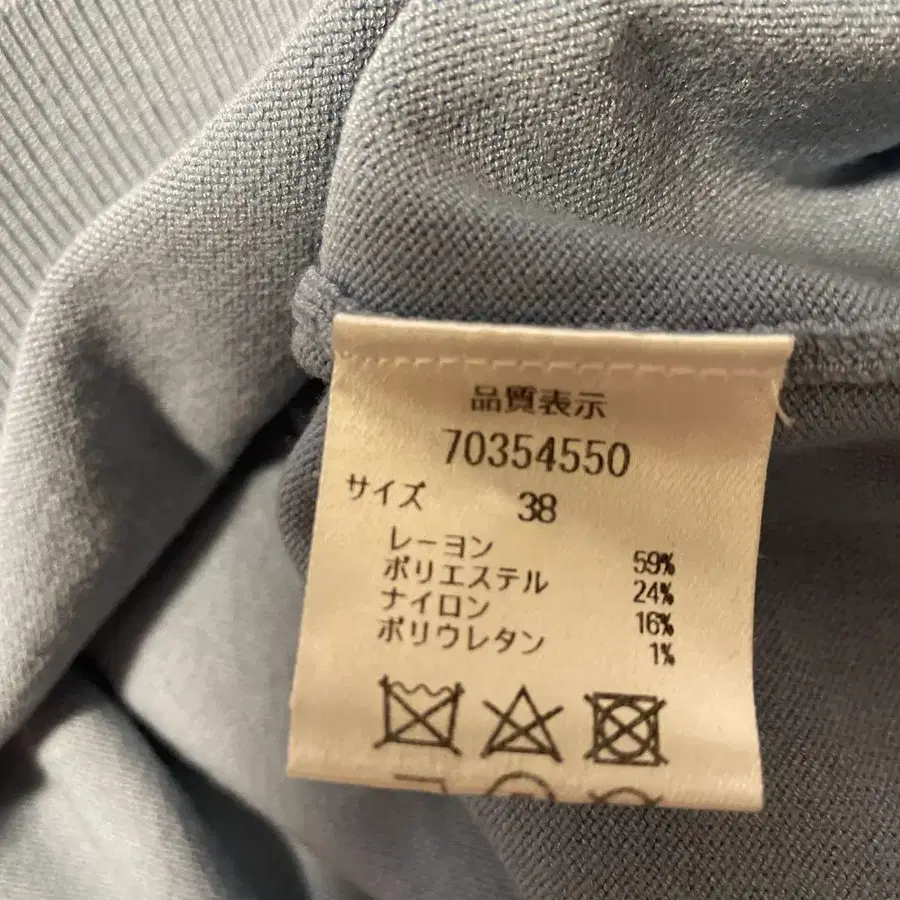 品質表示
70354550
サイズ 38
レーヨン 59%
ポリエステル 24%
ナイロン 16%
ポリウレタン 1%